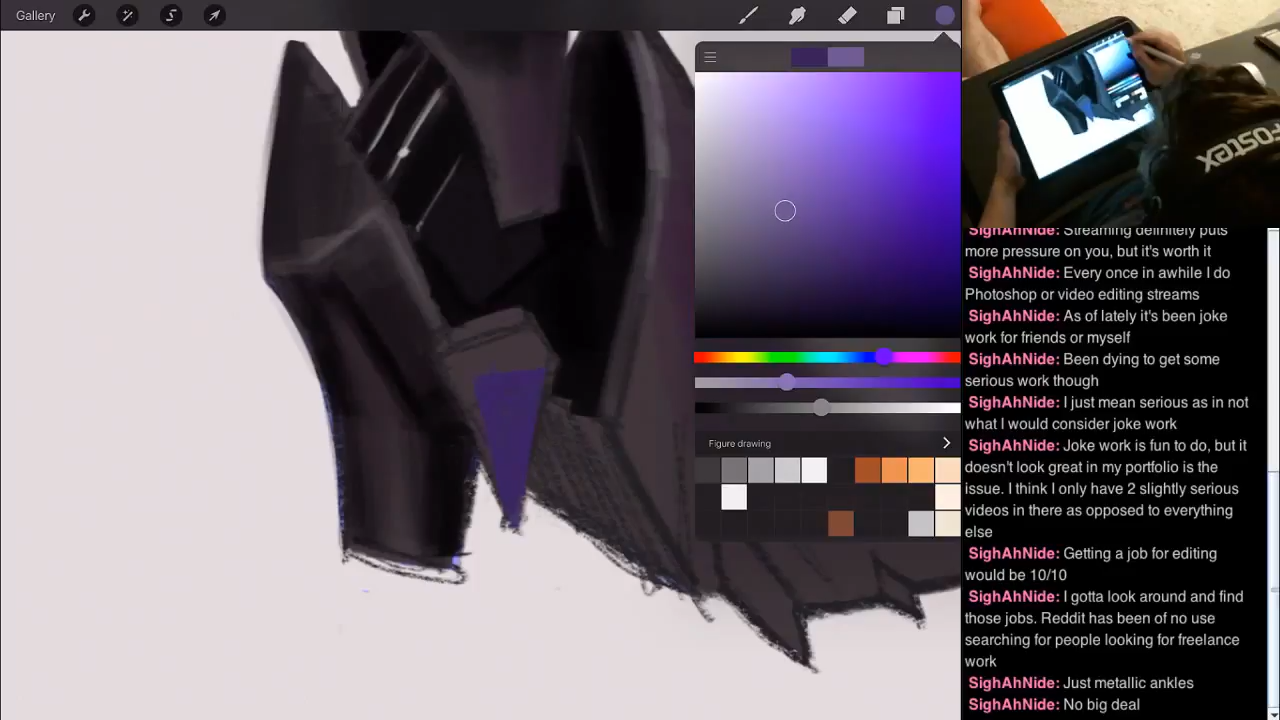 Gallery
Figure drawing
FOSTEX
SighAhNide: Streaming definitely puts
more pressure on you, but it's worth it
SighAhNide: Every once in awhile I do
Photoshop or video editing streams
SighAhNide: As of lately it's been joke
work for friends or myself
SighAhNide: Been dying to get some
serious work though
SighAhNide: I just mean serious as in not
what I would consider joke work
SighAhNide: Joke work is fun to do, but it
doesn't look great in my portfolio is the
issue. I think I only have 2 slightly serious
videos in there as opposed to everything
else
SighAhNide: Getting a job for editing
would be 10/10
SighAhNide: I gotta look around and find
those jobs. Reddit has been of no use
searching for people looking for freelance
work
SighAhNide: Just metallic ankles
SighAhNide: No big deal